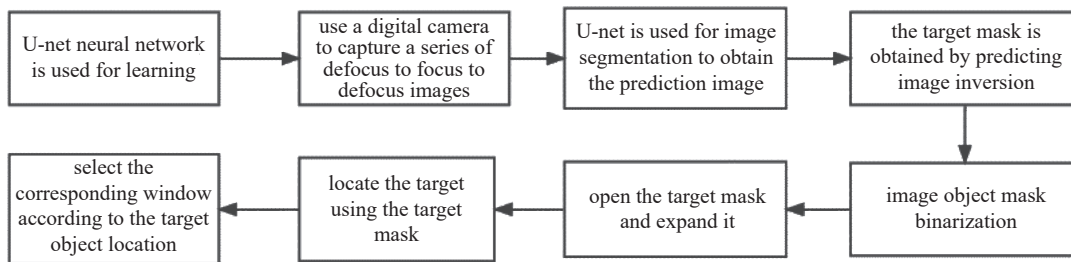 U-net neural network
is used for learning
use a digital camera
to capture a series of
defocus to focus to
defocus images
U-net is used for image
segmentation to obtain
the prediction image
the target mask is
obtained by predicting
image inversion
image object mask
binarization
open the target mask
and expand it
locate the target
using the target
mask
select the
corresponding window
according to the target
object location